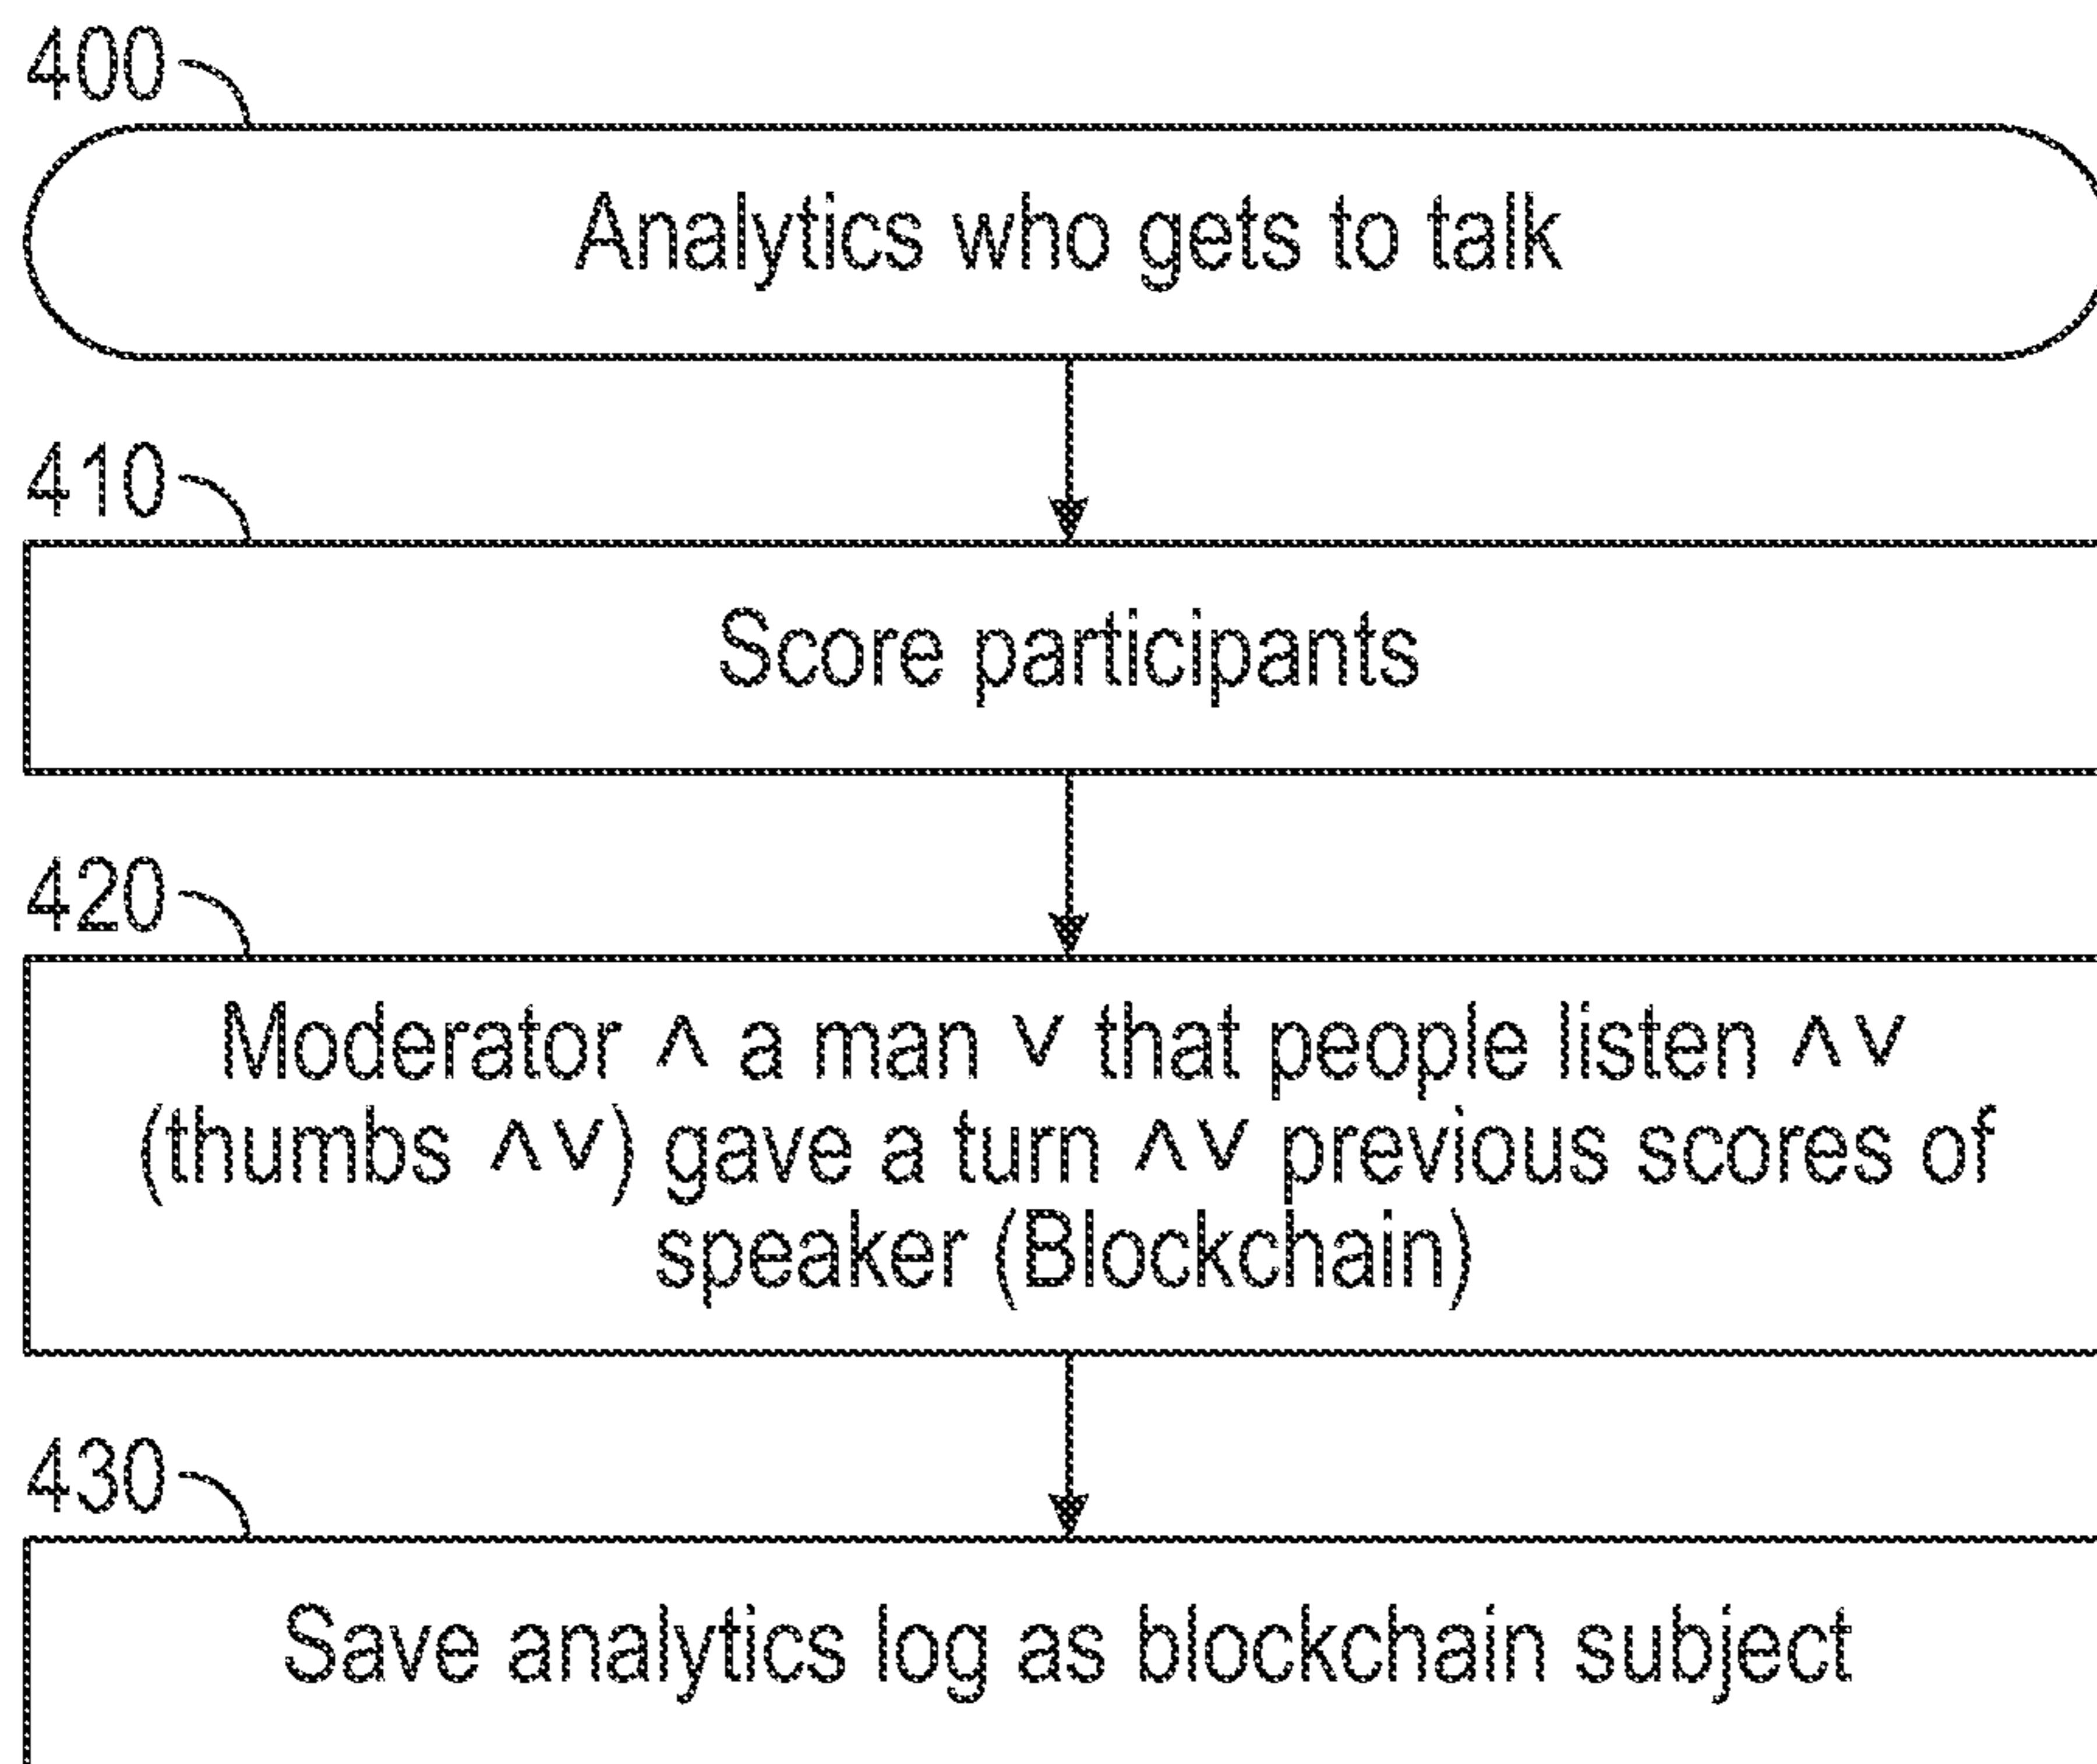 400
Analytics who gets to talk
410
Score participants
420
Moderator ∧ a man ∨ that people listen ∧∨
(thumbs ∧∨) gave a turn ∧∨ previous scores of
speaker (Blockchain)
430
Save analytics log as blockchain subject